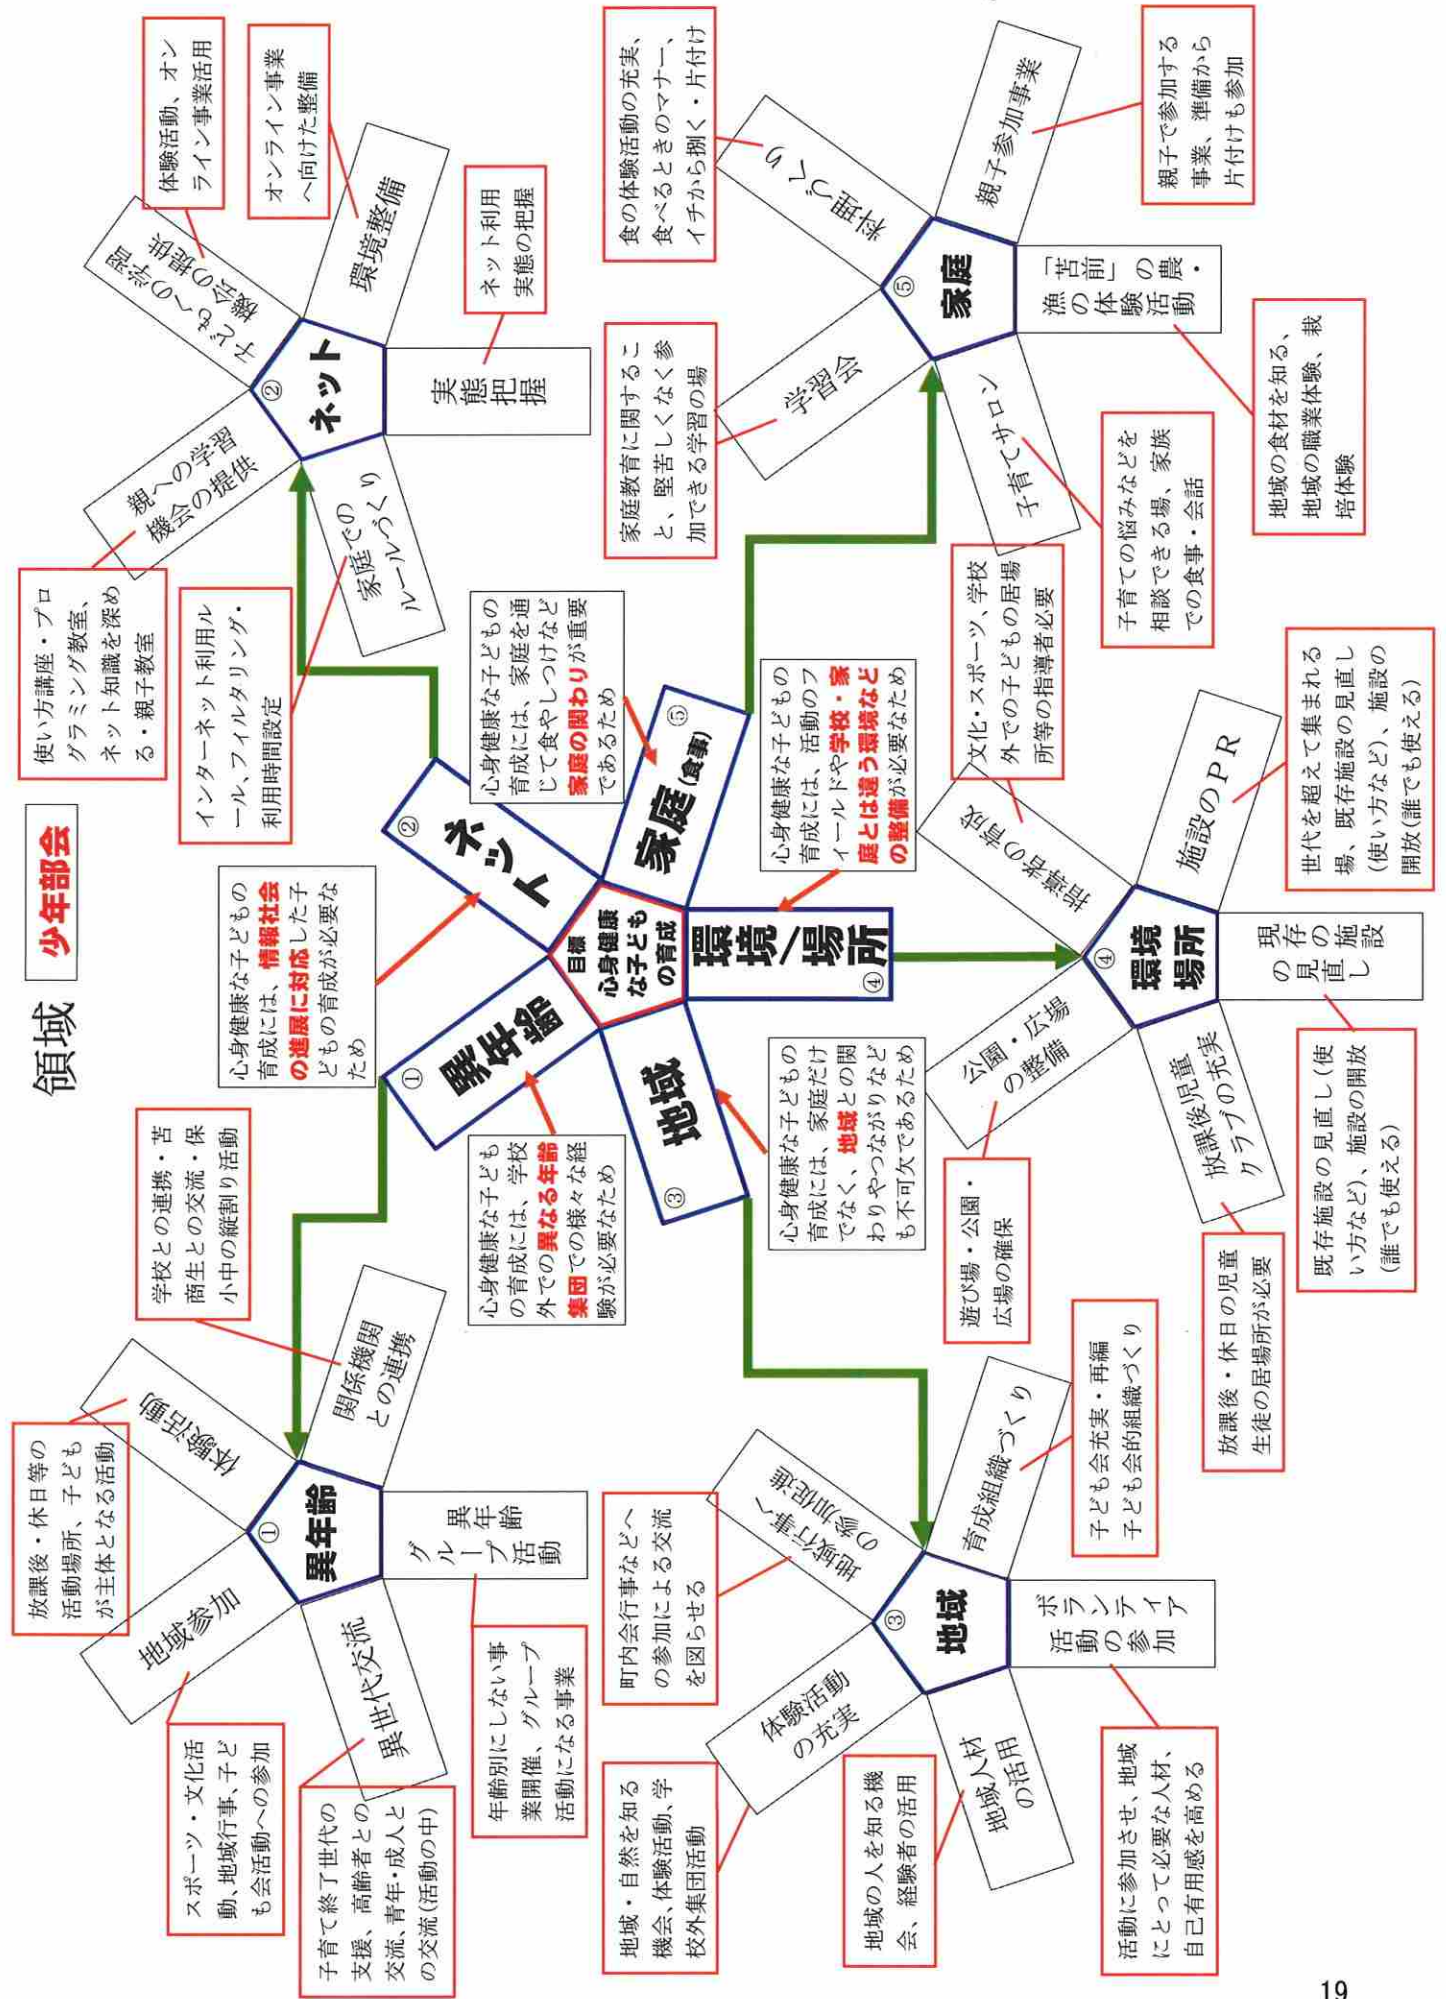 領域
少年部会
目標
心身健康
な子ども
の育成
①
異年齢
②
ネット
③
地域
④
環境/場所
⑤
家庭(食事)
心身健康な子ども
の育成には、学校
外での異なる年齢
集団での様々な経
験が必要なため
心身健康な子どもの
育成には、情報社会
の進展に対応した子
どもの育成が必要な
ため
心身健康な子どもの
育成には、家庭だけ
でなく、地域との関
わりやつながりなど
も不可欠であるため
心身健康な子どもの
育成には、活動のフ
ィールドや学校・家
庭とは違う環境など
の整備が必要なため
心身健康な子どもの
育成には、家庭を通
じて食やしつけなど
家庭の関わりが重要
であるため
①
異年齢
地域参加
スポーツ・文化活
動、地域行事、子ど
も会活動への参加
体験活動
放課後・休日等の
活動場所、子ども
が主体となる活動
関係機関
との連携
学校との連携・苫
商生との交流・保
小中の縦割り活動
異年齢
グループ
活動
年齢別にしない事
業開催、グループ
活動になる事業
異世代交流
子育て終了世代の
支援、高齢者との
交流、青年・成人と
の交流(活動の中)
②
ネット
親への学習
機会の提供
使い方講座・プロ
グラミング教室、
ネット知識を深め
る・親子教室
子どもへの学習
機会の提供
体験活動、オン
ライン事業活用
環境整備
オンライン事業
へ向けた整備
実態把握
ネット利用
実態の把握
家庭での
ルールづくり
インターネット利用ル
ール、フィルタリング・
利用時間設定
③
地域
体験活動
の充実
地域・自然を知る
機会、体験活動、学
校外集団活動
地域行事へ
の参加促進
町内会行事などへ
の参加による交流
を図らせる
育成組織づくり
子ども会充実・再編
子ども会的組織づくり
ボランティア
活動の参
加
活動に参加させ、地域
にとって必要な人材、
自己有用感を高める
地域人材
の活用
地域の人を知る機
会、経験者の活用
④
環境
場所
公園・広場
の整備
遊び場・公園・
広場の確保
指導者の育成
文化・スポーツ、学校
外での子どもの居場
所等の指導者必要
施設のPR
世代を超えて集まれる
場、既存施設の見直し
(使い方など)、施設の
開放(誰でも使える)
現存の施設
の見直し
既存施設の見直し(使
い方など)、施設の開放
(誰でも使える)
放課後児童
クラブの充実
放課後・休日の児童
生徒の居場所が必要
⑤
家庭
学習会
家庭教育に関するこ
と、堅苦しくなく参
加できる学習の場
料理づくり
食の体験活動の充実、
食べるときのマナー、
イチから捌く・片付け
親子参加事業
親子で参加する
事業、準備から
片付けも参加
「苫前」の農・
漁の体験活
動
地域の食材を知る、
地域の職業体験、栽
培体験
子育てサロン
子育ての悩みなどを
相談できる場、家族
での食事・会話
19